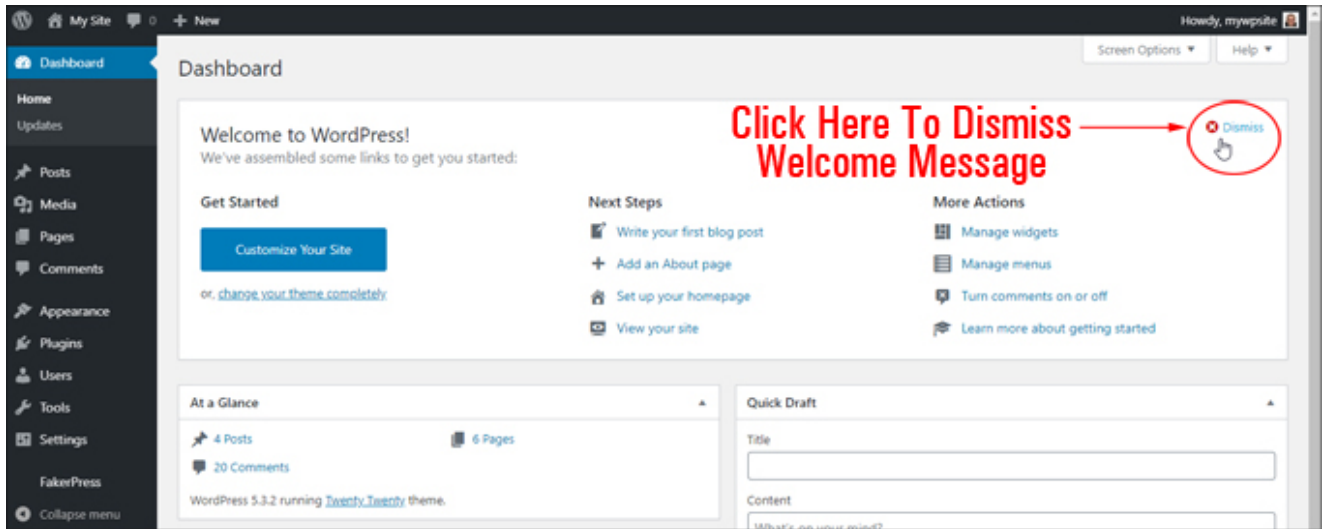 My Site 0 + New Howdy, mywpsite
Dashboard
Home
Updates
Posts
Media
Pages
Comments
Appearance
Plugins
Users
Tools
Settings
FakerPress
Collapse menu
Screen Options ▼ Help ▼
Dashboard
Click Here To Dismiss
Welcome Message
Dismiss
Welcome to WordPress!
We've assembled some links to get you started:
Get Started
Customize Your Site
or, change your theme completely
Next Steps
Write your first blog post
Add an About page
Set up your homepage
View your site
More Actions
Manage widgets
Manage menus
Turn comments on or off
Learn more about getting started
At a Glance
4 Posts 6 Pages
20 Comments
WordPress 5.3.2 running Twenty Twenty theme.
Quick Draft
Title
Content
What's on your mind?